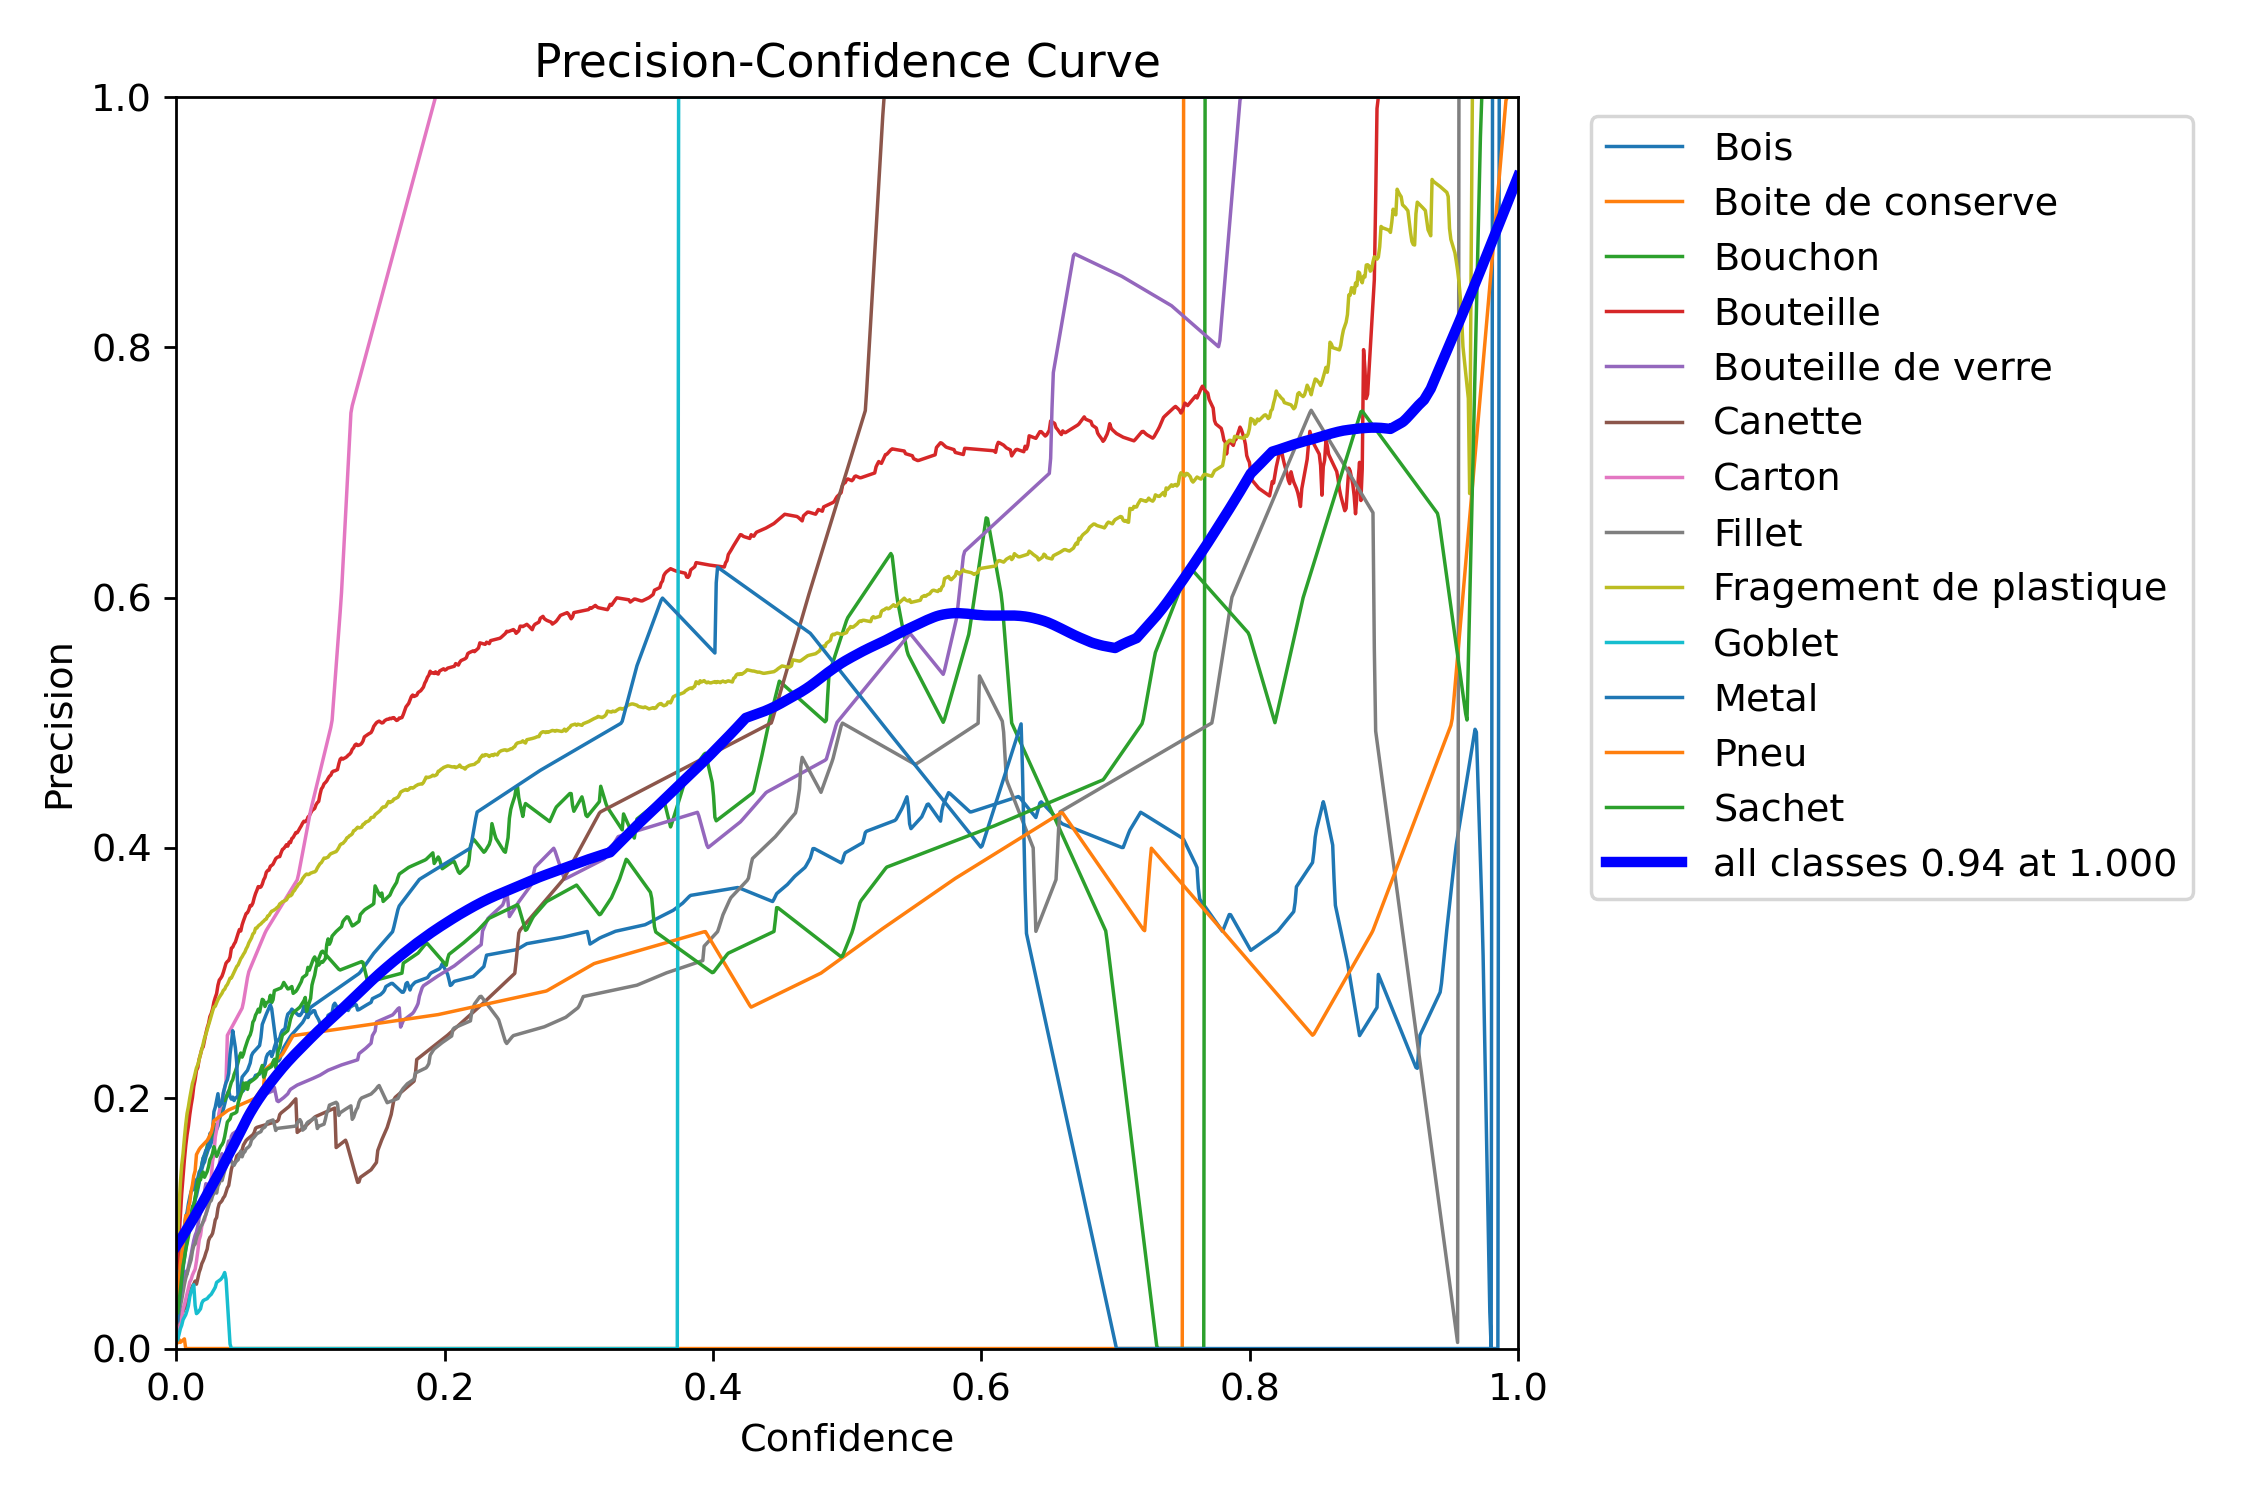 Precision-Confidence Curve
1.0
0.8
0.6
0.4
0.2
0.0
Precision
0.0 0.2 0.4 0.6 0.8 1.0
Confidence
Bois
Boite de conserve
Bouchon
Bouteille
Bouteille de verre
Canette
Carton
Fillet
Fragement de plastique
Goblet
Metal
Pneu
Sachet
all classes 0.94 at 1.000